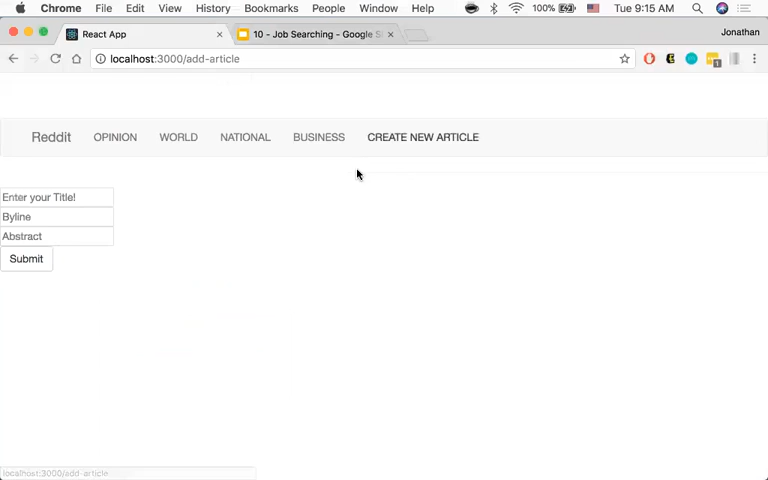 Chrome File Edit View History Bookmarks People Window Help 100% Tue 9:15 AM
React App × 10 - Job Searching - Google S × Jonathan
localhost:3000/add-article 1
Reddit OPINION WORLD NATIONAL BUSINESS CREATE NEW ARTICLE
Enter your Title!
Byline
Abstract
Submit
localhost:3000/add-article